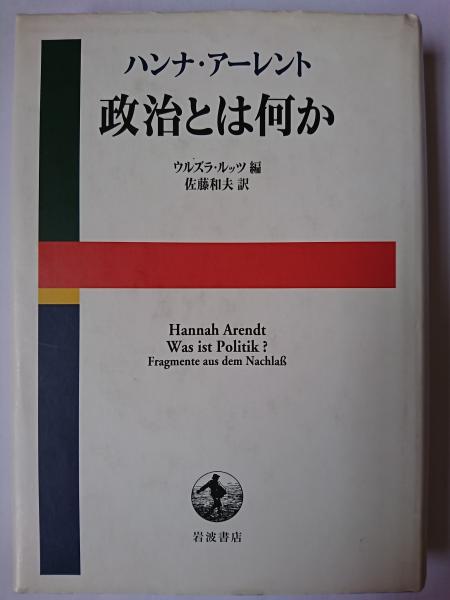 ハンナ・アーレント
政治とは何か
ウルズラ・ルッツ 編
佐藤和夫 訳
Hannah Arendt
Was ist Politik?
Fragmente aus dem Nachlaß
岩波書店